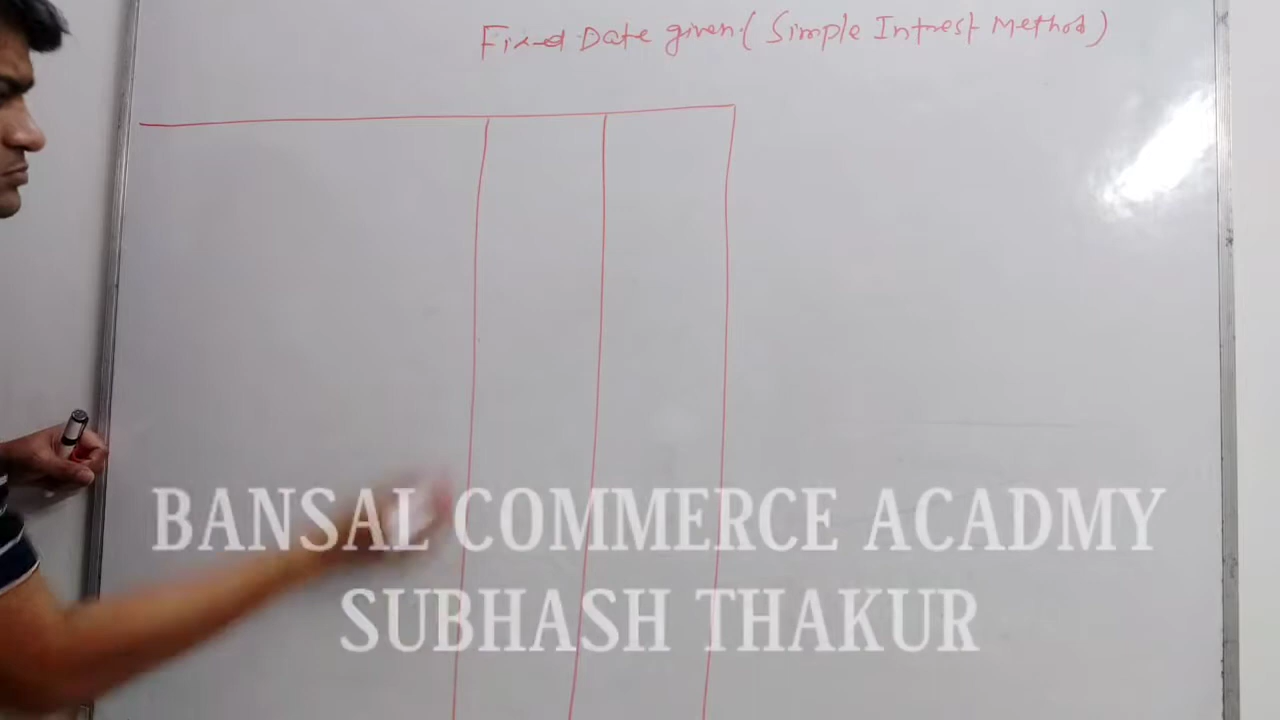 Fixed Date given (Simple Intrest Method)
BANSAL COMMERCE ACADMY
SUBHASH THAKUR